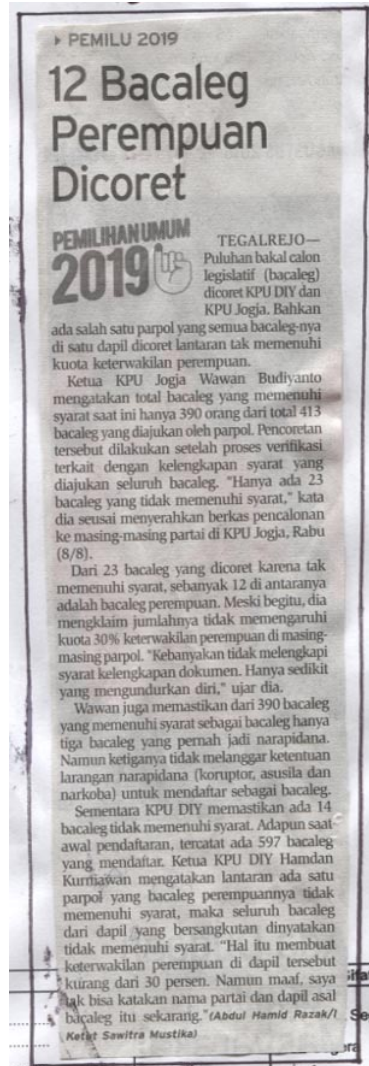 PEMILU 2019
12 Bacaleg
Perempuan
Dicoret
PEMILIHAN UMUM
2019
TEGALREJO—
Puluhan bakal calon
legislatif (bacaleg)
dicoret KPU DIY dan
KPU Jogja. Bahkan
ada salah satu parpol yang semua bacaleg-nya
di satu dapil dicoret lantaran tak memenuhi
kuota keterwakilan perempuan.
Ketua KPU Jogja Wawan Budiyanto
mengatakan total bacaleg yang memenuhi
syarat saat ini hanya 390 orang dari total 413
bacaleg yang diajukan oleh parpol. Pencoretan
tersebut dilakukan setelah proses verifikasi
terkait dengan kelengkapan syarat yang
diajukan seluruh bacaleg. "Hanya ada 23
bacaleg yang tidak memenuhi syarat," kata
dia seusai menyerahkan berkas pencalonan
ke masing-masing partai di KPU Jogja, Rabu
(8/8).
Dari 23 bacaleg yang dicoret karena tak
memenuhi syarat, sebanyak 12 di antaranya
adalah bacaleg perempuan. Meski begitu, dia
mengklaim jumlahnya tidak memengaruhi
kuota 30% keterwakilan perempuan di masing-
masing parpol. "Kebanyakan tidak melengkapi
syarat kelengkapan dokumen. Hanya sedikit
yang mengundurkan diri," ujar dia.
Wawan juga memastikan dari 390 bacaleg
yang memenuhi syarat sebagai bacaleg hanya
tiga bacaleg yang pernah jadi narapidana.
Namun ketiganya tidak melanggar ketentuan
larangan narapidana (koruptor, asusila dan
narkoba) untuk mendaftar sebagai bacaleg.
Sementara KPU DIY memastikan ada 14
bacaleg tidak memenuhi syarat. Adapun saat
awal pendaftaran, tercatat ada 597 bacaleg
yang mendaftar. Ketua KPU DIY Hamdan
Kurniawan mengatakan lantaran ada satu
parpol yang bacaleg perempuannya tidak
memenuhi syarat, maka seluruh bacaleg
dari dapil yang bersangkutan dinyatakan
tidak memenuhi syarat. "Hal itu membuat
keterwakilan perempuan di dapil tersebut
kurang dari 30 persen. Namun maaf, saya
tak bisa katakan nama partai dan dapil asal
bacaleg itu sekarang." (Abdul Hamid Razak/I
Ketut Sawitra Mustika)